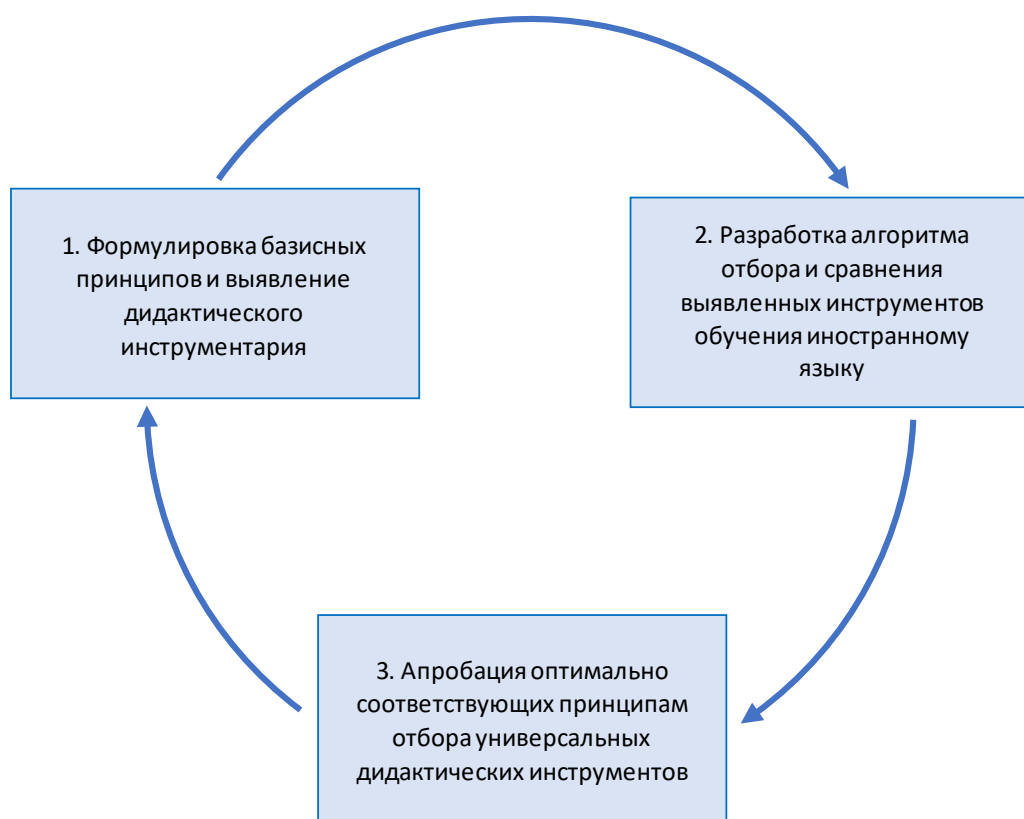 1. Формулировка базисных
принципов и выявление
дидактического
инструментария
2. Разработка алгоритма
отбора и сравнения
выявленных инструментов
обучения иностранному
языку
3. Апробация оптимально
соответствующих принципам
отбора универсальных
дидактических инструментов